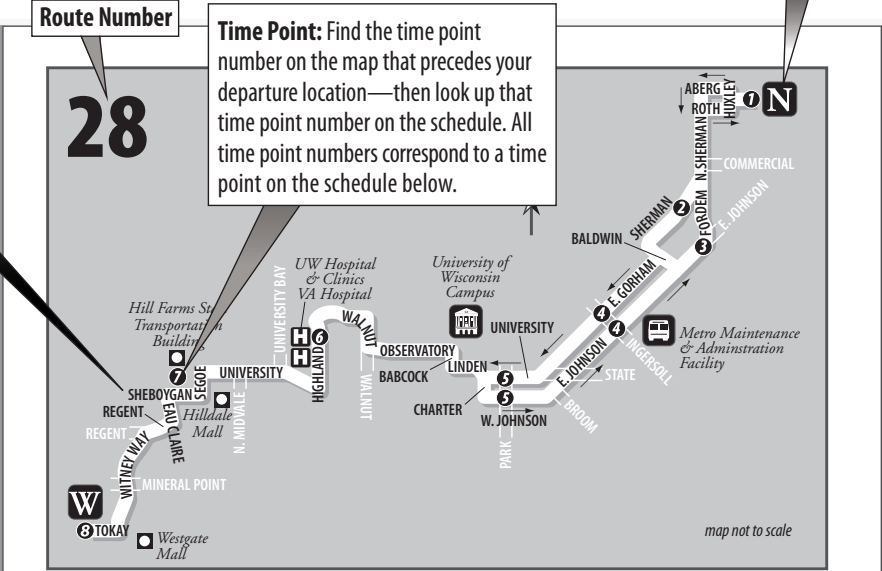 Route Number
Time Point: Find the time point
number on the map that precedes your
departure location—then look up that
time point number on the schedule. All
time point numbers correspond to a time
point on the schedule below.
28
ABERG
HUXLEY
1
N
ROTH
N. SHERMAN
COMMERCIAL
SHERMAN
2
FORDEM
E. JOHNSON
BALDWIN
3
UW Hospital
& Clinics
VA Hospital
University of
Wisconsin
Campus
E. GORHAM
UNIVERSITY BAY
Hill Farms
Transportation
Building
H
H
6
WALNUT
4
4
UNIVERSITY
INGERSOLL
Metro Maintenance
& Adminstration
Facility
OBSERVATORY
LINDEN
E. JOHNSON
7
SEGOE
UNIVERSITY
HIGHLAND
WALNUT
BABCOCK
5
STATE
SHEBOYGAN
CHARTER
5
BROOM
REGENT
EAU CLAIRE
Hilldale
Mall
N. MIDVALE
W. JOHNSON
REGENT
PARK
WITNEY WAY
MINERAL POINT
W
8 TOKAY
Westgate
Mall
map not to scale